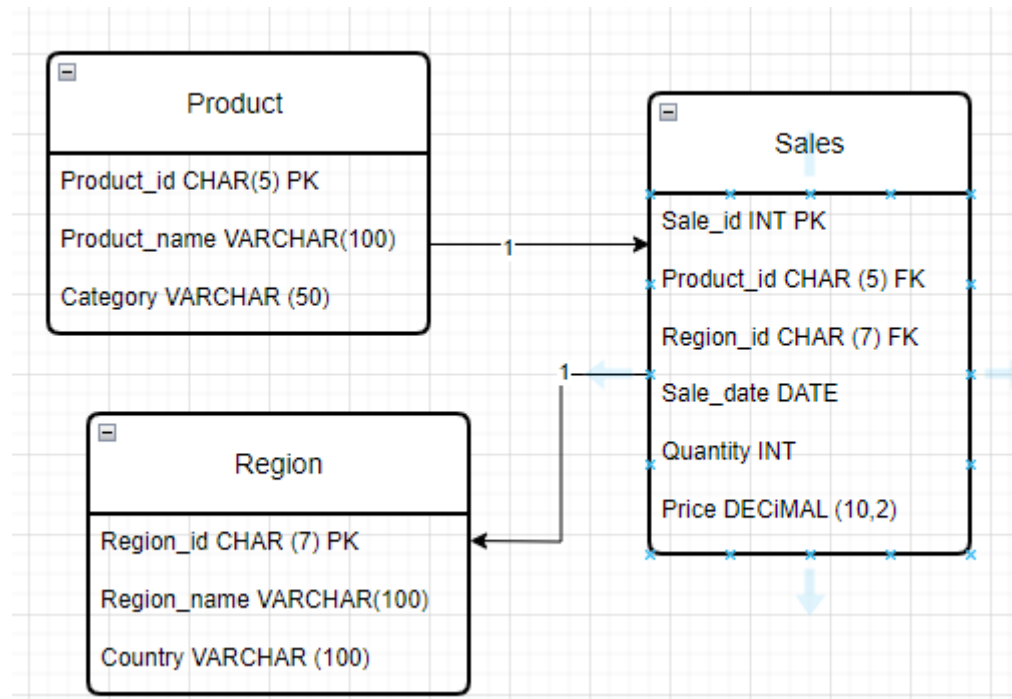 Product
Product_id CHAR(5) PK
Product_name VARCHAR(100)
Category VARCHAR (50)
1
Sales
Sale_id INT PK
Product_id CHAR (5) FK
Region_id CHAR (7) FK
Sale_date DATE
Quantity INT
Price DECiMAL (10,2)
1
Region
Region_id CHAR (7) PK
Region_name VARCHAR(100)
Country VARCHAR (100)